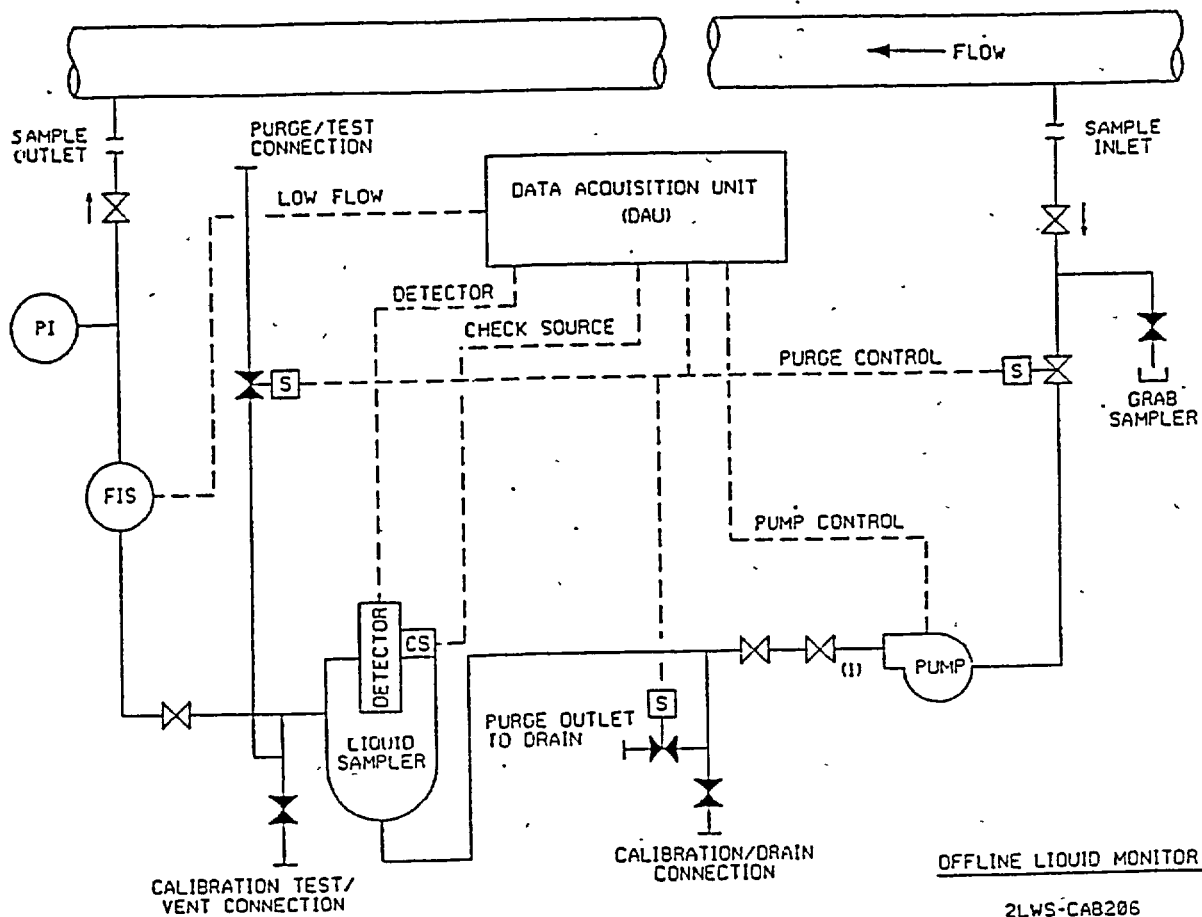 FLOW
SAMPLE
OUTLET
PURGE/TEST
CONNECTION
SAMPLE
INLET
LOW FLOW
DATA ACQUISITION UNIT
(DAU)
DETECTOR
CHECK SOURCE
PI
PURGE CONTROL
S
S
GRAB
SAMPLER
FIS
PUMP CONTROL
DETECTOR
CS
(1)
PUMP
S
PURGE OUTLET
TO DRAIN
LIQUID
SAMPLER
CALIBRATION/DRAIN
CONNECTION
CALIBRATION TEST/
VENT CONNECTION
OFFLINE LIQUID MONITOR
2LWS-CAB206